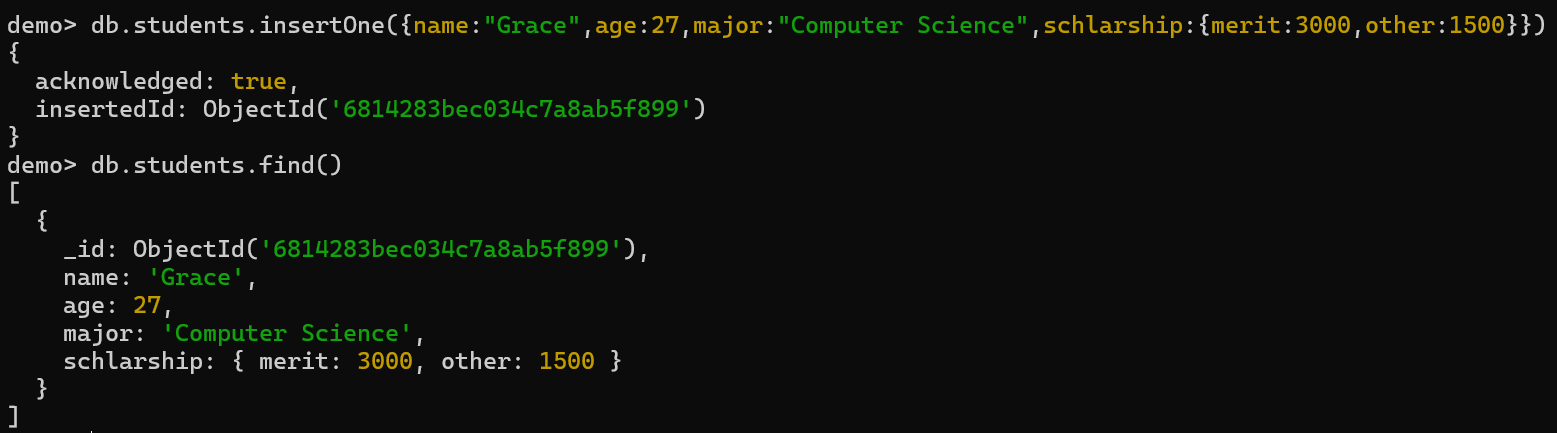 demo> db.students.insertOne({name:"Grace",age:27,major:"Computer Science",schlarship:{merit:3000,other:1500}})
{
  acknowledged: true,
  insertedId: ObjectId('6814283bec034c7a8ab5f899')
}
demo> db.students.find()
[
  {
    _id: ObjectId('6814283bec034c7a8ab5f899'),
    name: 'Grace',
    age: 27,
    major: 'Computer Science',
    schlarship: { merit: 3000, other: 1500 }
  }
]